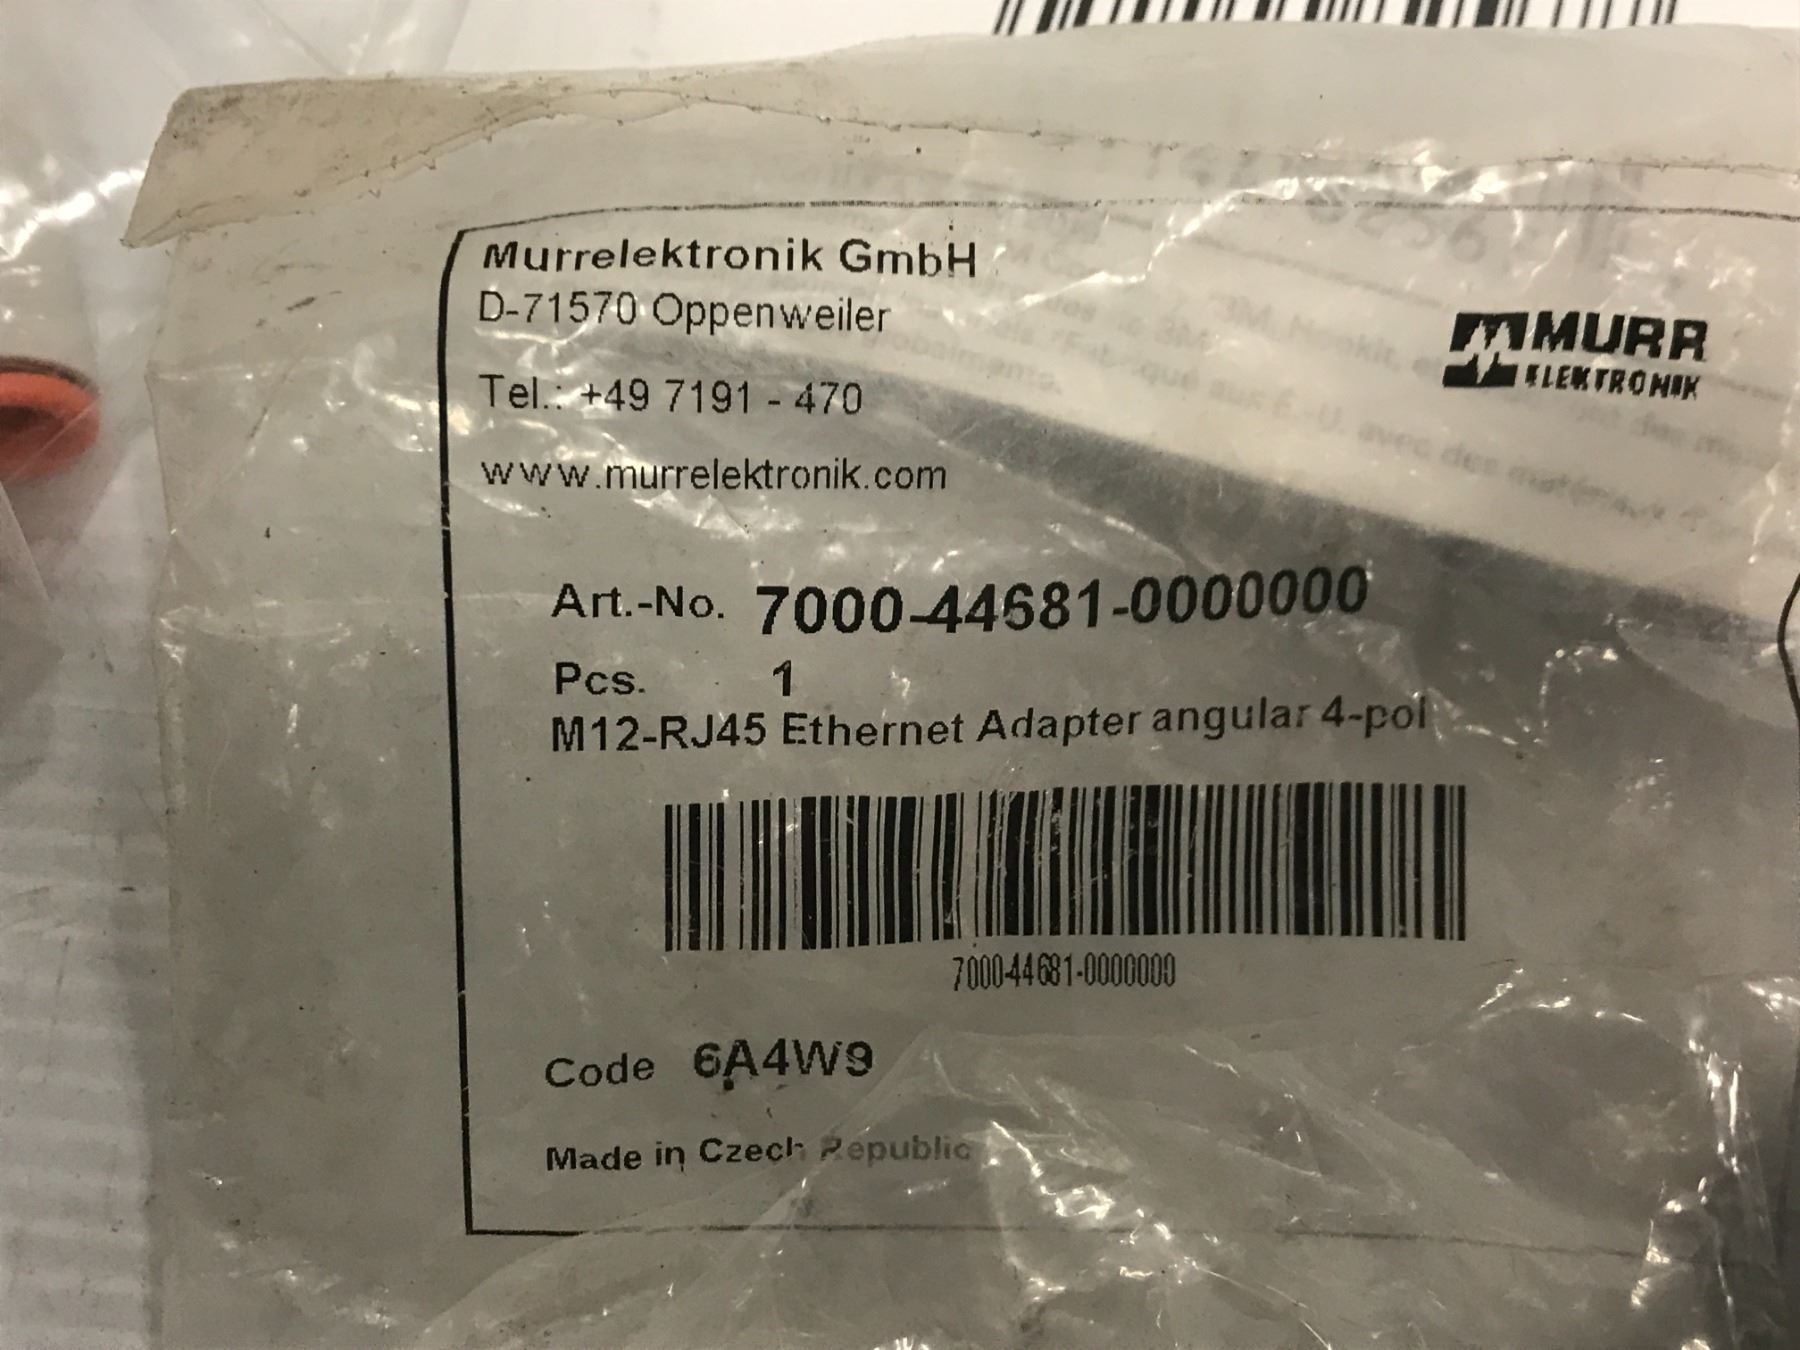 Murrelektronik GmbH
D-71570 Oppenweiler
Tel.: +49 7191 - 470
www.murrelektronik.com
MURR
ELEKTRONIK
Art.-No. 7000-44681-0000000
Pcs. 1
M12-RJ45 Ethernet Adapter angular 4-pol
7000-44681-0000000
Code 6A4W9
Made in Czech Republic